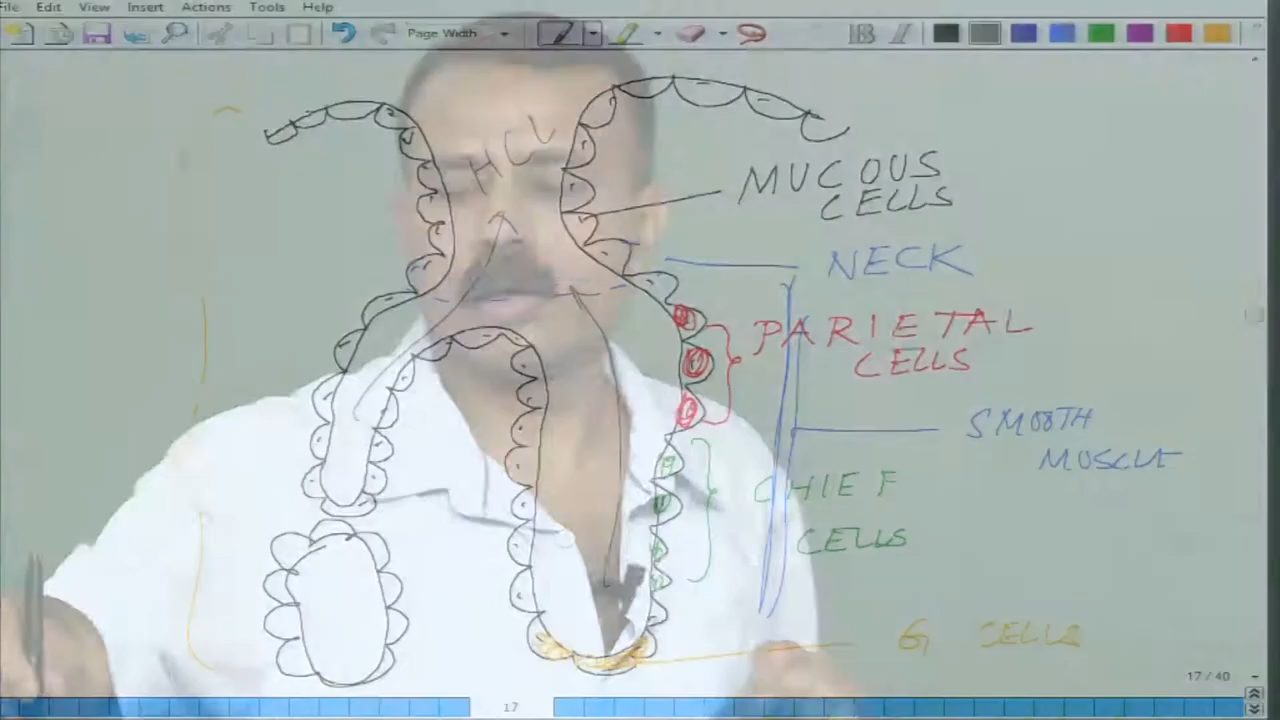 File Edit View Insert Actions Tools Help
Page Width
B I
HCL
MUCOUS
CELLS
NECK
PARIETAL
CELLS
SMOOTH
MUSCLE
CHIEF
CELLS
G CELLS
17 / 40
17